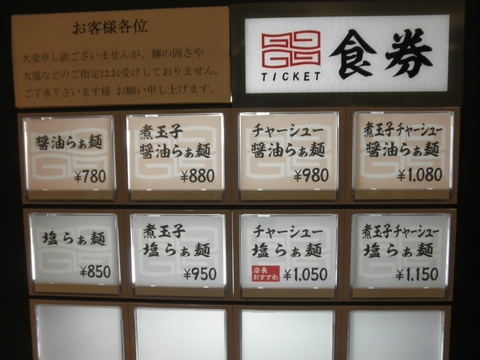 お客様各位
大変申し訳ございませんが、麺の固さや
大盛などのご指定はお受けしておりません。
ご了承下さいます様 お願い申し上げます。
TICKET
食券
醤油らぁ麺
¥780
煮玉子
醤油らぁ麺
¥880
チャーシュー
醤油らぁ麺
¥980
煮玉子チャーシュー
醤油らぁ麺
¥1,080
塩らぁ麺
¥850
煮玉子
塩らぁ麺
¥950
チャーシュー
塩らぁ麺
店長
おすすめ
¥1,050
煮玉子チャーシュー
塩らぁ麺
¥1,150